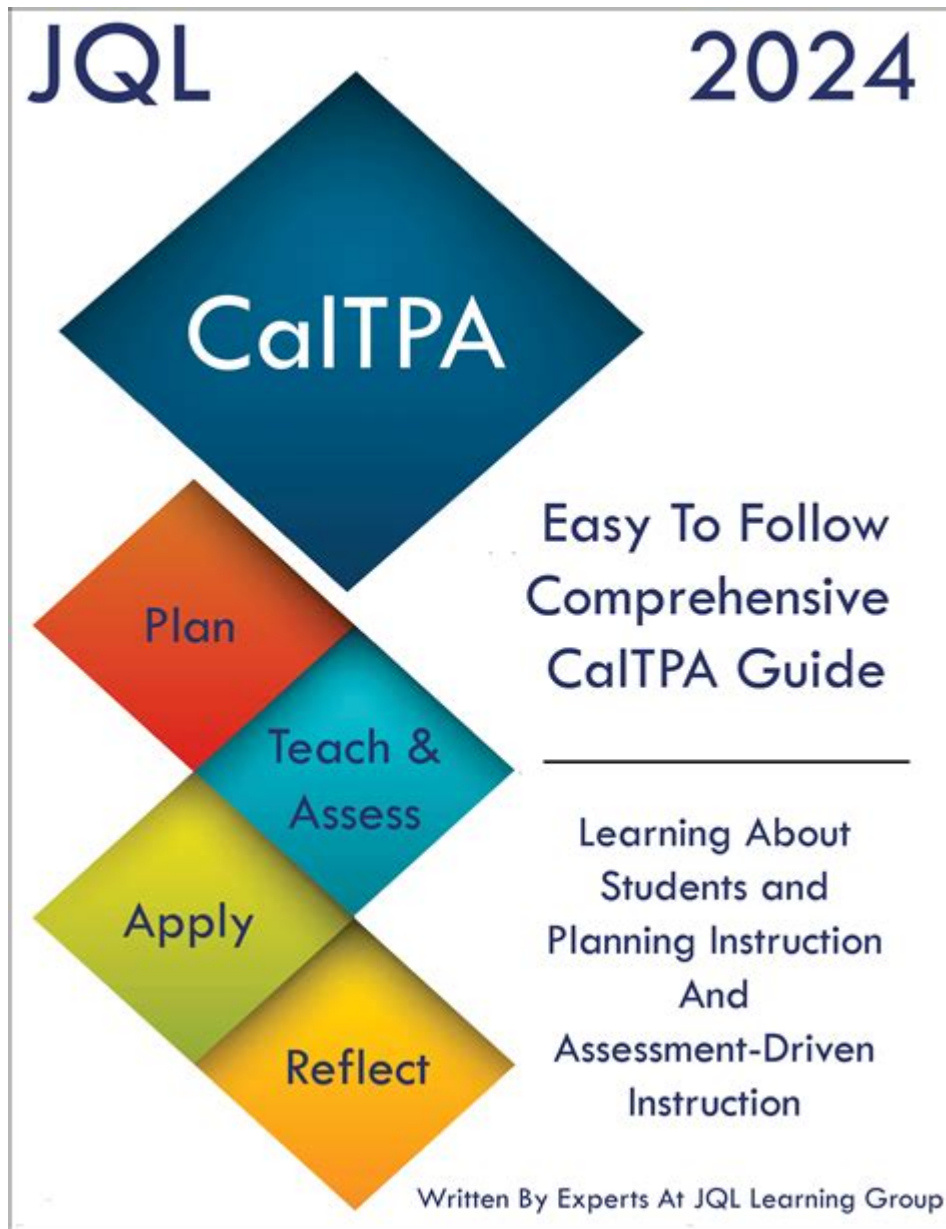 JQL 2024
CalTPA
Plan
Teach &
Assess
Apply
Reflect
Easy To Follow
Comprehensive
CalTPA Guide
Learning About
Students and
Planning Instruction
And
Assessment-Driven
Instruction
Written By Experts At JQL Learning Group